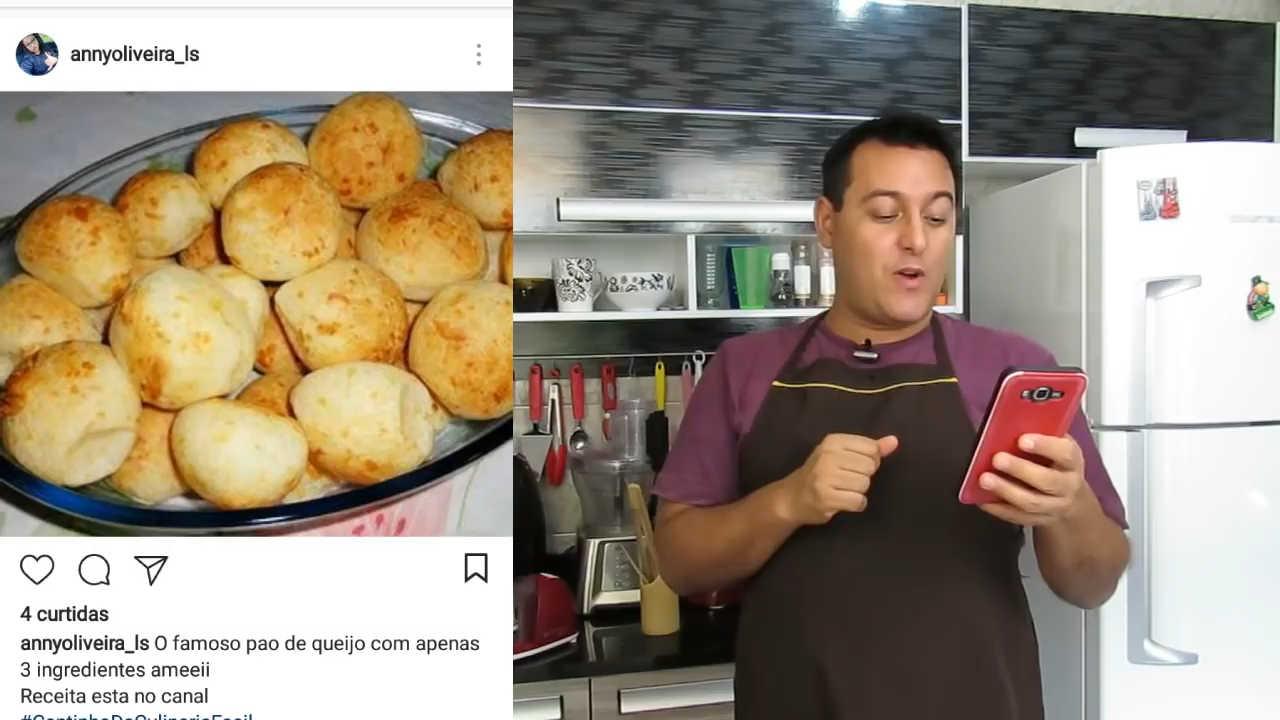 annyoliveira_ls
4 curtidas
annyoliveira_ls O famoso pao de queijo com apenas
3 ingredientes ameeii
Receita esta no canal